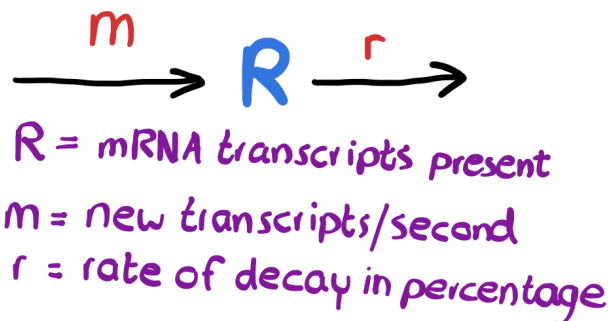 m
R r
R = mRNA transcripts present
m = new transcripts/second
r = rate of decay in percentage